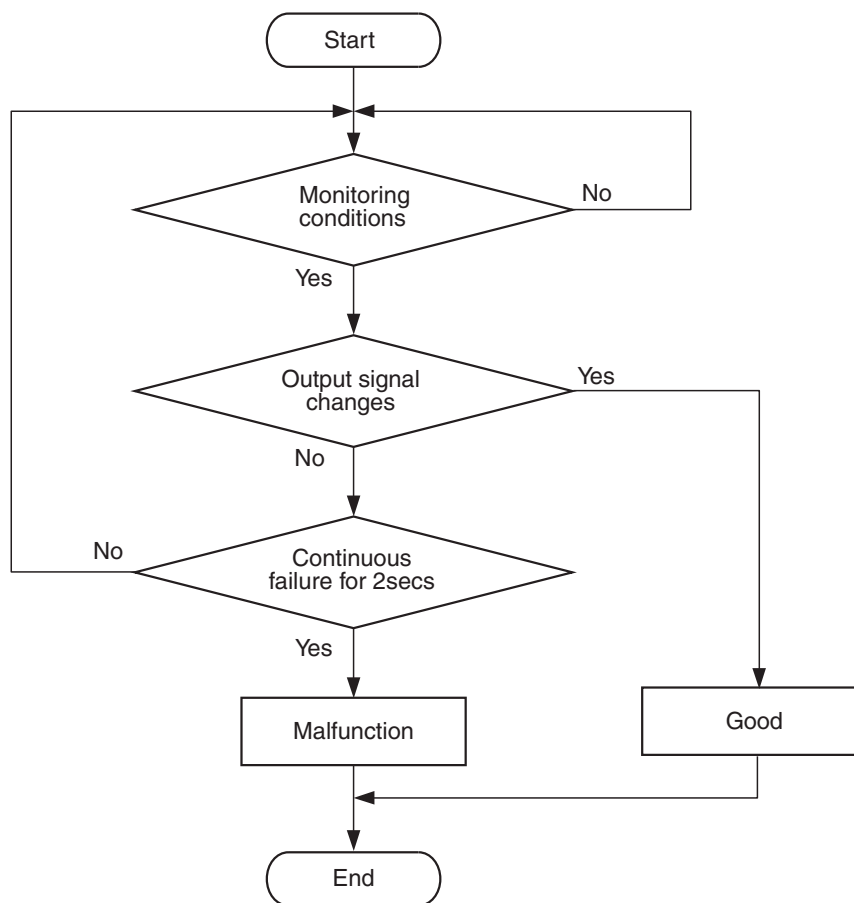 Start
Monitoring
conditions
No
Yes
Output signal
changes
Yes
No
Continuous
failure for 2secs
No
Yes
Malfunction
Good
End